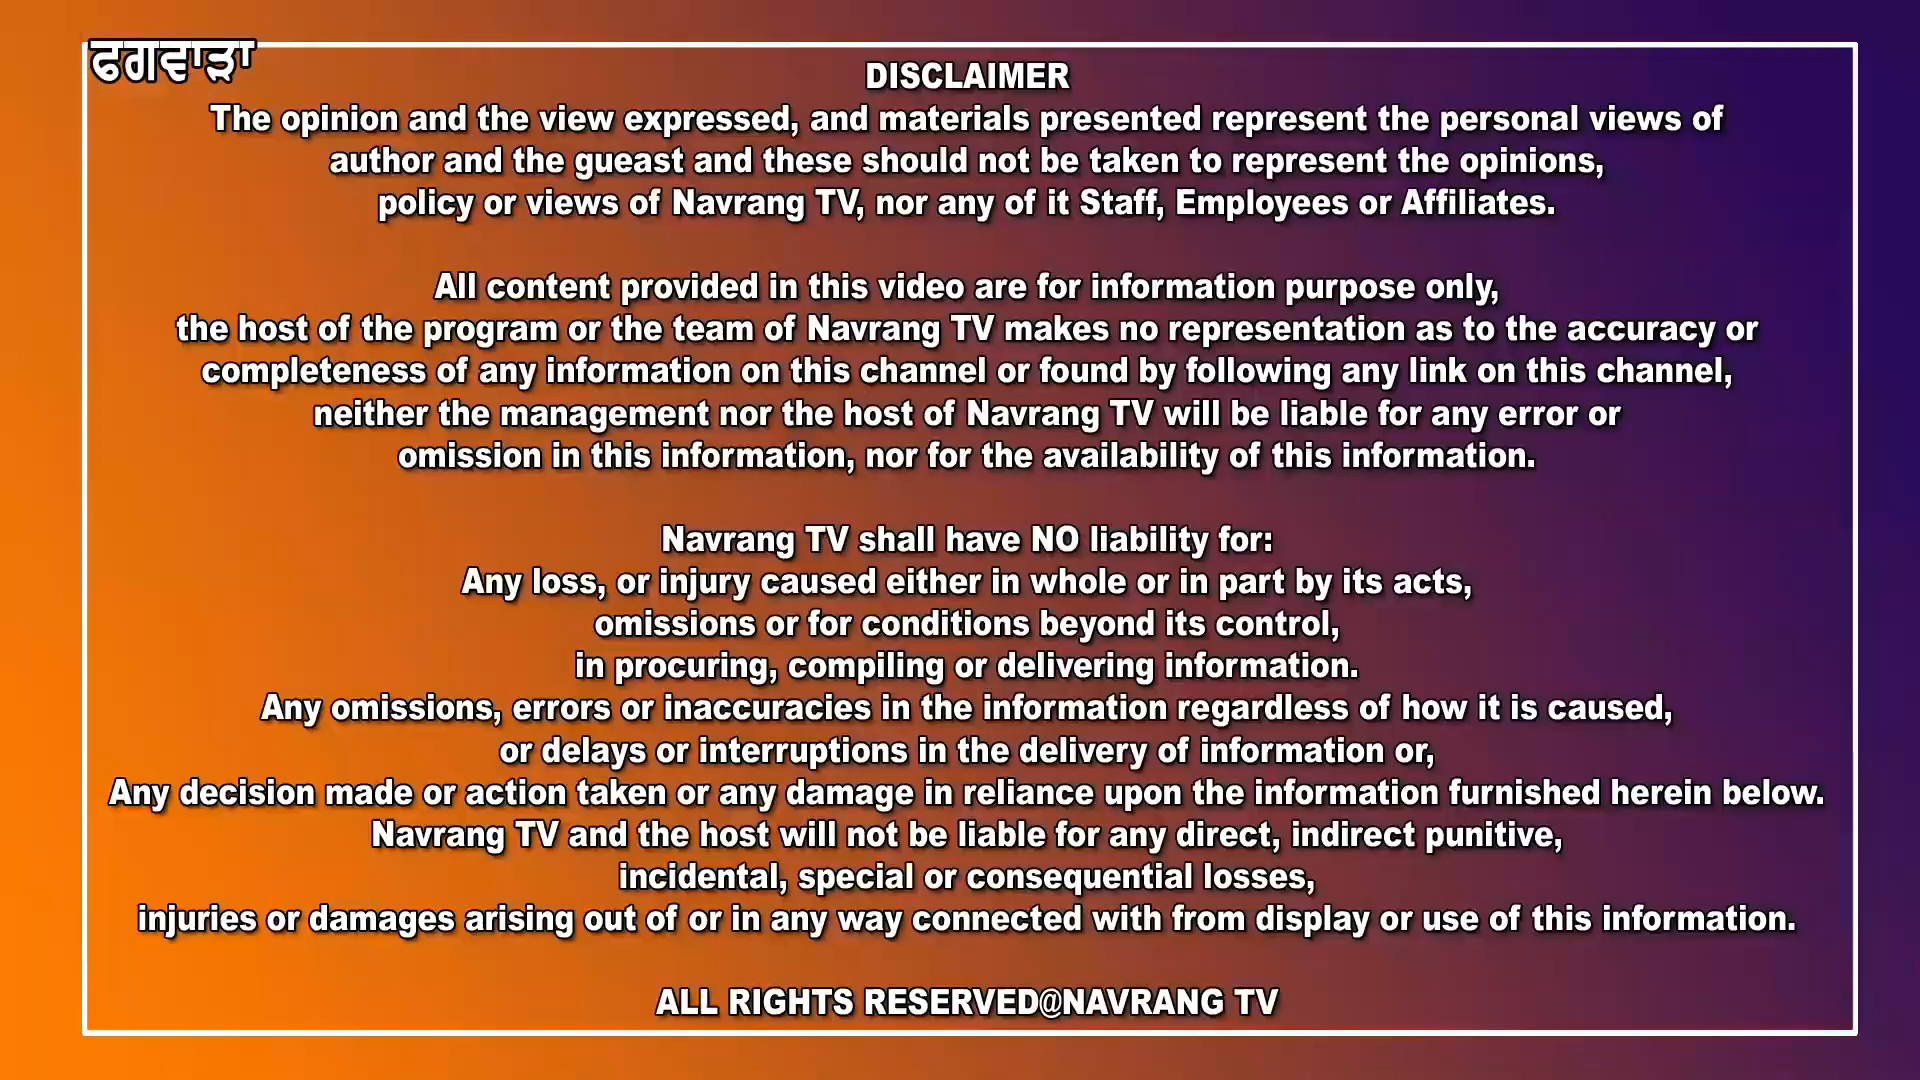 ਫਗਵਾੜਾ
DISCLAIMER
The opinion and the view expressed, and materials presented represent the personal views of
author and the gueast and these should not be taken to represent the opinions,
policy or views of Navrang TV, nor any of it Staff, Employees or Affiliates.
All content provided in this video are for information purpose only,
the host of the program or the team of Navrang TV makes no representation as to the accuracy or
completeness of any information on this channel or found by following any link on this channel,
neither the management nor the host of Navrang TV will be liable for any error or
omission in this information, nor for the availability of this information.
Navrang TV shall have NO liability for:
Any loss, or injury caused either in whole or in part by its acts,
omissions or for conditions beyond its control,
in procuring, compiling or delivering information.
Any omissions, errors or inaccuracies in the information regardless of how it is caused,
or delays or interruptions in the delivery of information or,
Any decision made or action taken or any damage in reliance upon the information furnished herein below.
Navrang TV and the host will not be liable for any direct, indirect punitive,
incidental, special or consequential losses,
injuries or damages arising out of or in any way connected with from display or use of this information.
ALL RIGHTS RESERVED@NAVRANG TV